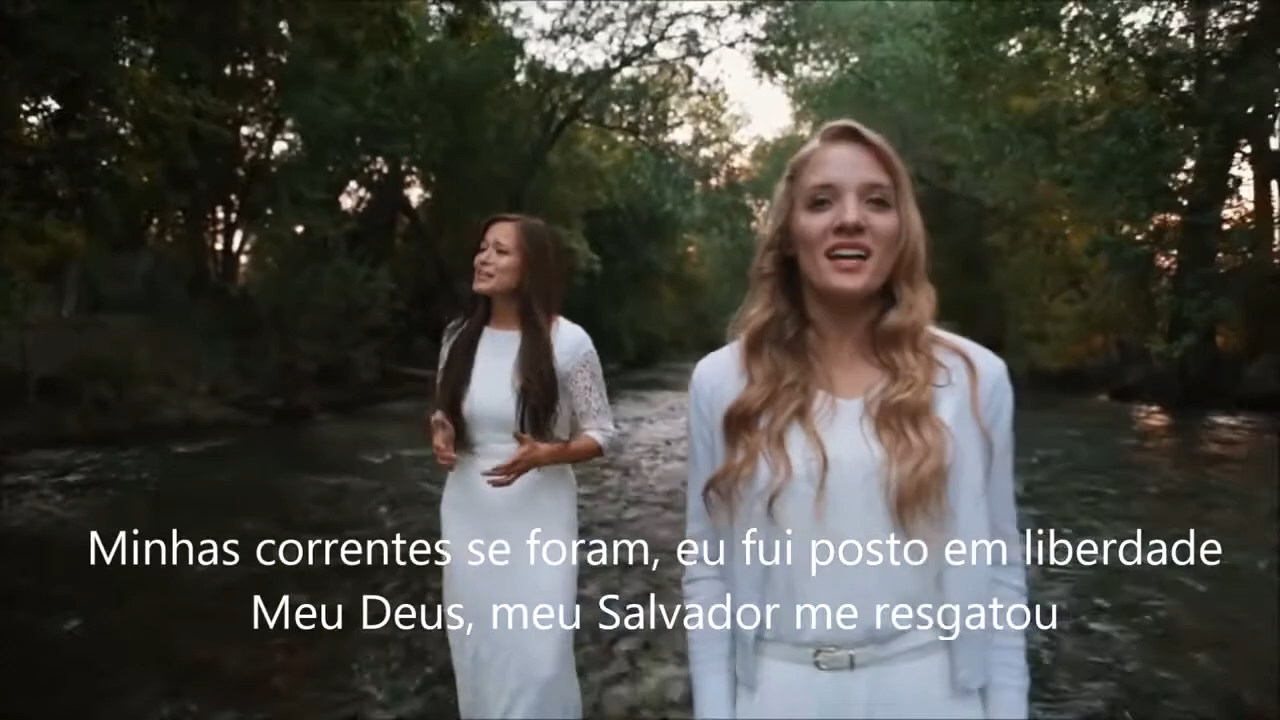 Minhas correntes se foram, eu fui posto em liberdade
Meu Deus, meu Salvador me resgatou